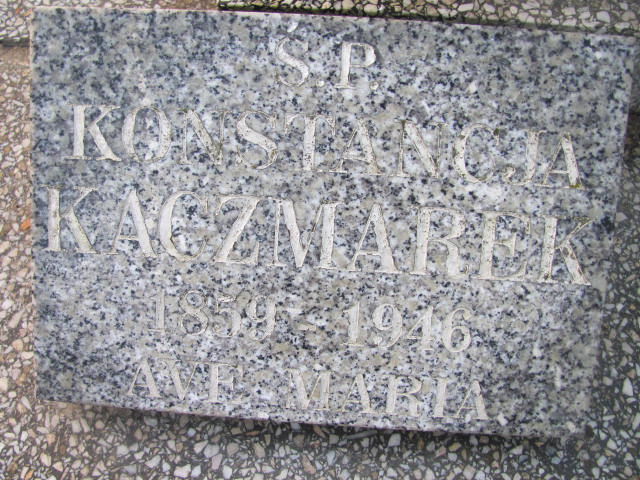 Ś.P.
KONSTANCJA
KACZMAREK
1859 - 1946
AVE MARIA